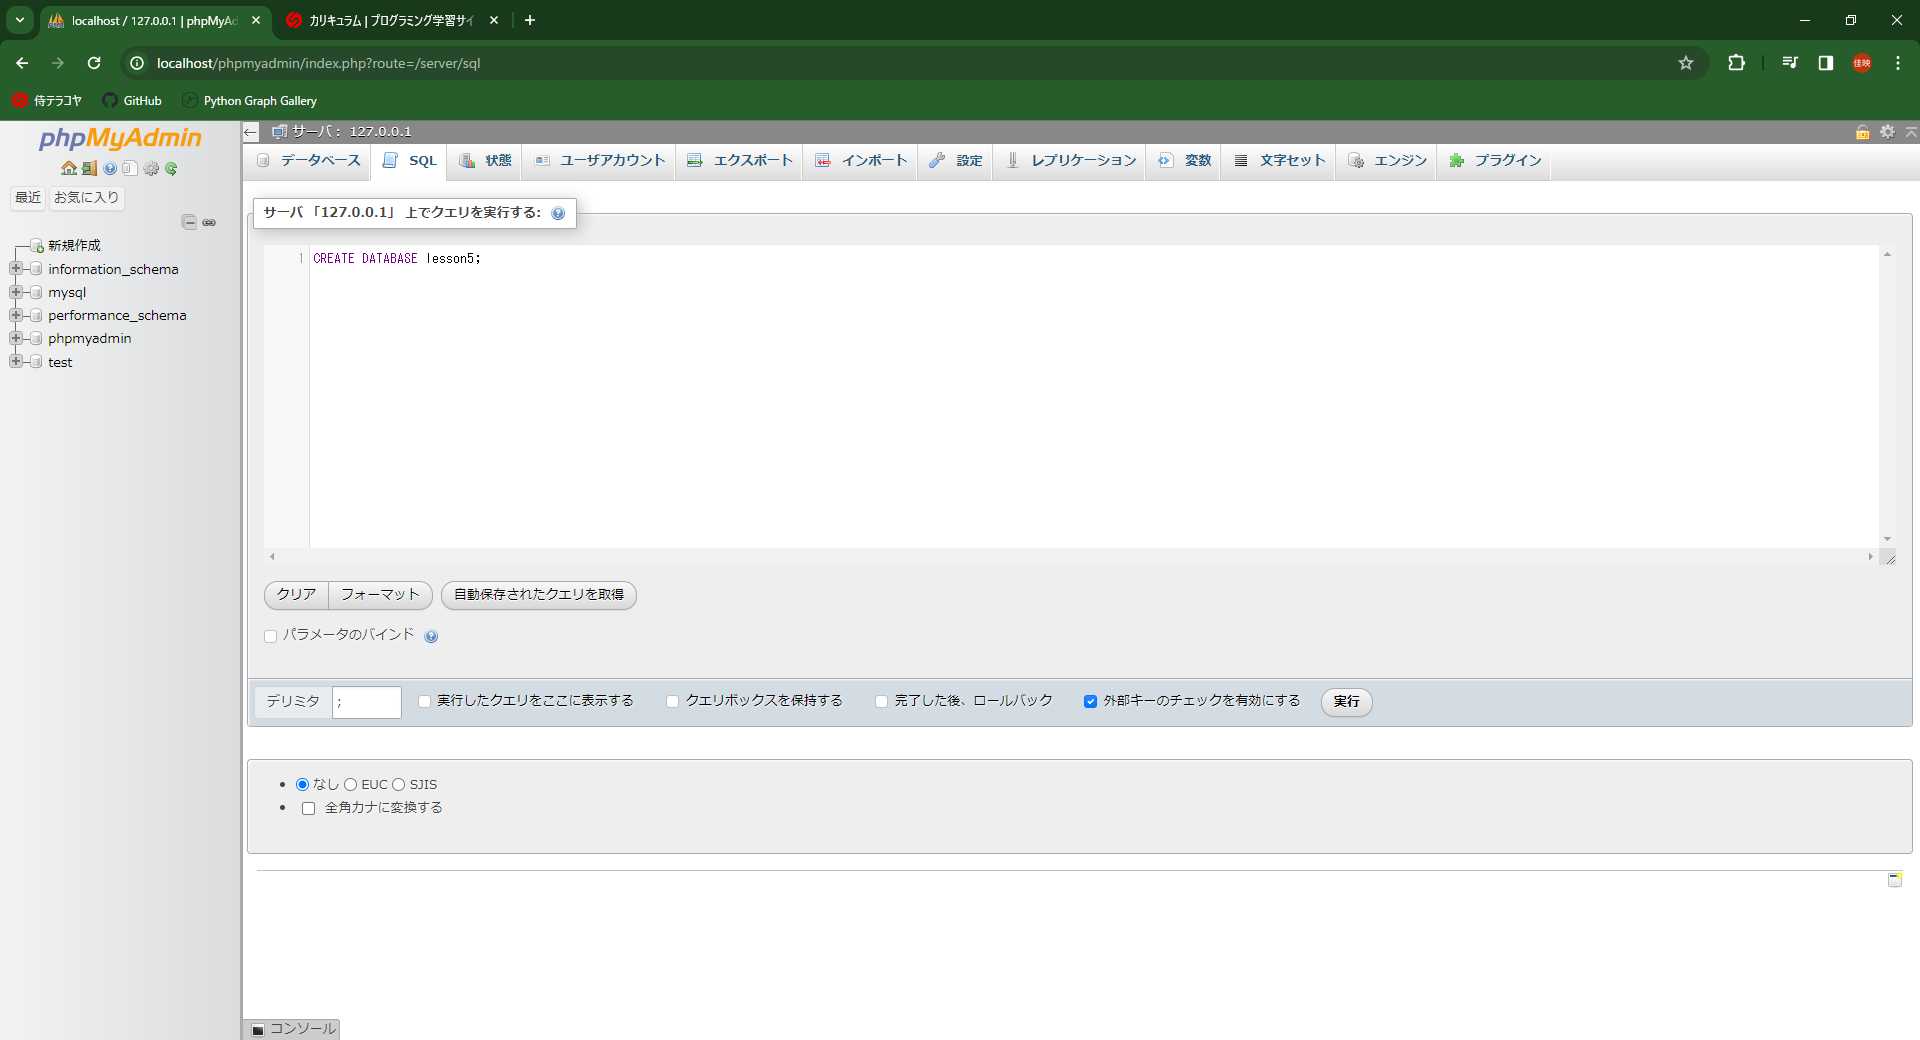 localhost / 127.0.0.1 | phpMyAd
カリキュラム | プログラミング学習サイ
localhost/phpmyadmin/index.php?route=/server/sql
佳映
侍テラコヤ GitHub Python Graph Gallery
phpMyAdmin
最近 お気に入り
新規作成
information_schema
mysql
performance_schema
phpmyadmin
test
サーバ: 127.0.0.1
データベース SQL 状態 ユーザアカウント エクスポート インポート 設定 レプリケーション 変数 文字セット エンジン プラグイン
サーバ 「127.0.0.1」 上でクエリを実行する:
1 CREATE DATABASE lesson5;
クリア フォーマット 自動保存されたクエリを取得
パラメータのバインド
デリミタ ; 実行したクエリをここに表示する クエリボックスを保持する 完了した後、ロールバック 外部キーのチェックを有効にする 実行
なし EUC SJIS
全角カナに変換する
コンソール